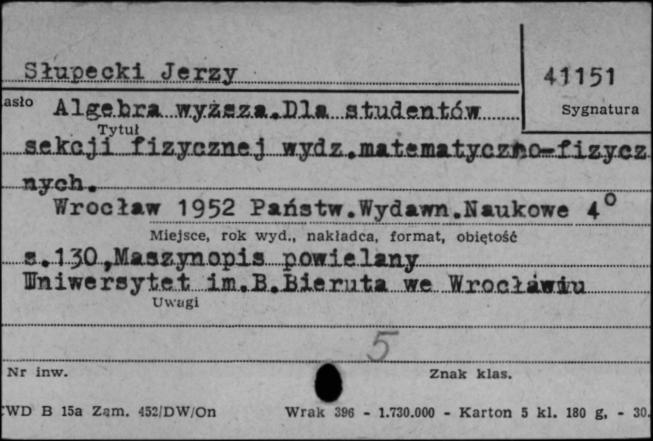 Słupecki Jerzy
41151
asło Algebra wyższa.Dla studentów
Sygnatura
Tytuł
sekcji fizycznej wydz.matematyczno-fizycz
nych.
Wrocław 1952 Państw.Wydawn.Naukowe 4°
Miejsce, rok wyd., nakładca, format, obiętość
s.130,Maszynopis powielany
Uniwersytet im.B.Bieruta we Wrocławiu
Uwagi
5
Nr inw.
Znak klas.
CWD B 15a Zam. 452/DW/On Wrak 396 - 1.730.000 - Karton 5 kl. 180 g, - 30.